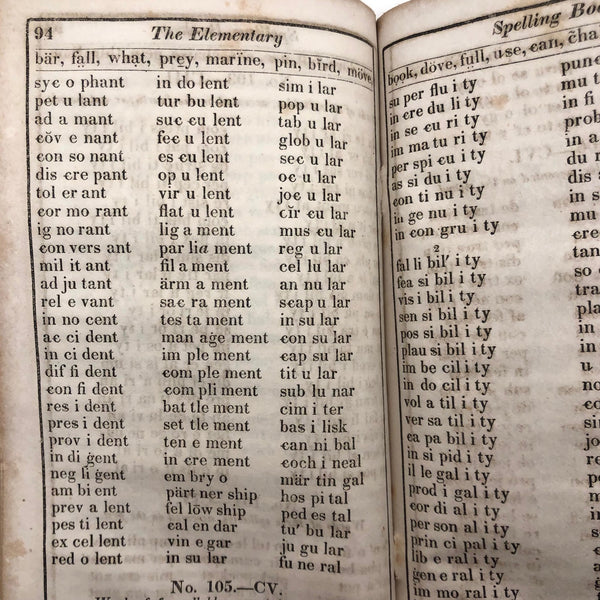 94
The Elementary
bär, fall, what, prey, marïne, pin, bïrd, möve,
syc o phant
pet u lant
ad a mant
cŏv e nant
con so nant
dis cre pant
tol er ant
cor mo rant
ig no rant
con vers ant
mil it ant
ad ju tant
rel e vant
in no cent
ac ci dent
in ci dent
dif fi dent
con fi dent
res i dent
pres i dent
prov i dent
in di ġent
neg li ġent
am bi ent
prev a lent
pes ti lent
ex cel lent
red o lent
in do lent
tur bu lent
suc cu lent
fec u lent
es cu lent
op u lent
vir u lent
flat u lent
lig a ment
pär lia ment
fil a ment
ärm a ment
sac ra ment
tes ta ment
man aġe ment
im ple ment
com ple ment
com pli ment
bat tle ment
set tle ment
ten e ment
in cre ment
em bry o
pärt ner ship
fel lōw ship
cal en dar
vin e gar
in su lar
sim i lar
pop u lar
tab u lar
glob u lar
sec u lar
oc u lar
joc u lar
cĭr cu lar
mus cu lar
reg u lar
cel lu lar
an nu lar
scap u lar
in su lar
con su lar
cap su lar
tit u lar
sub lu nar
cim i ter
bas i lisk
can ni bal
coch i neal
mär tin gal
hos pi tal
ped es tal
tu' bu lar
ju gu lar
fu ne ral
No. 105.—CV.
Spelling
book, döve, fụll, use, can,
su per flu i ty
in cre du li ty
in se cu ri ty
im ma tu ri ty
per spi cu i ty
as si du i ty
con ti nu i ty
in ge nu i ty
in con gru i ty
2
fal li bil' i ty
fea si bil i ty
vis i bil i ty
sen si bil i ty
pos si bil i ty
plau si bil i ty
im be cil i ty
in do cil i ty
vol a til i ty
ver sa til i ty
ca pa bil i ty
in si pid i ty
il le gal i ty
prod i gal i ty
cor di al i ty
per son al i ty
prin ci pal i ty
lib e ral i ty
ġen e ral i ty
im mo ral i ty